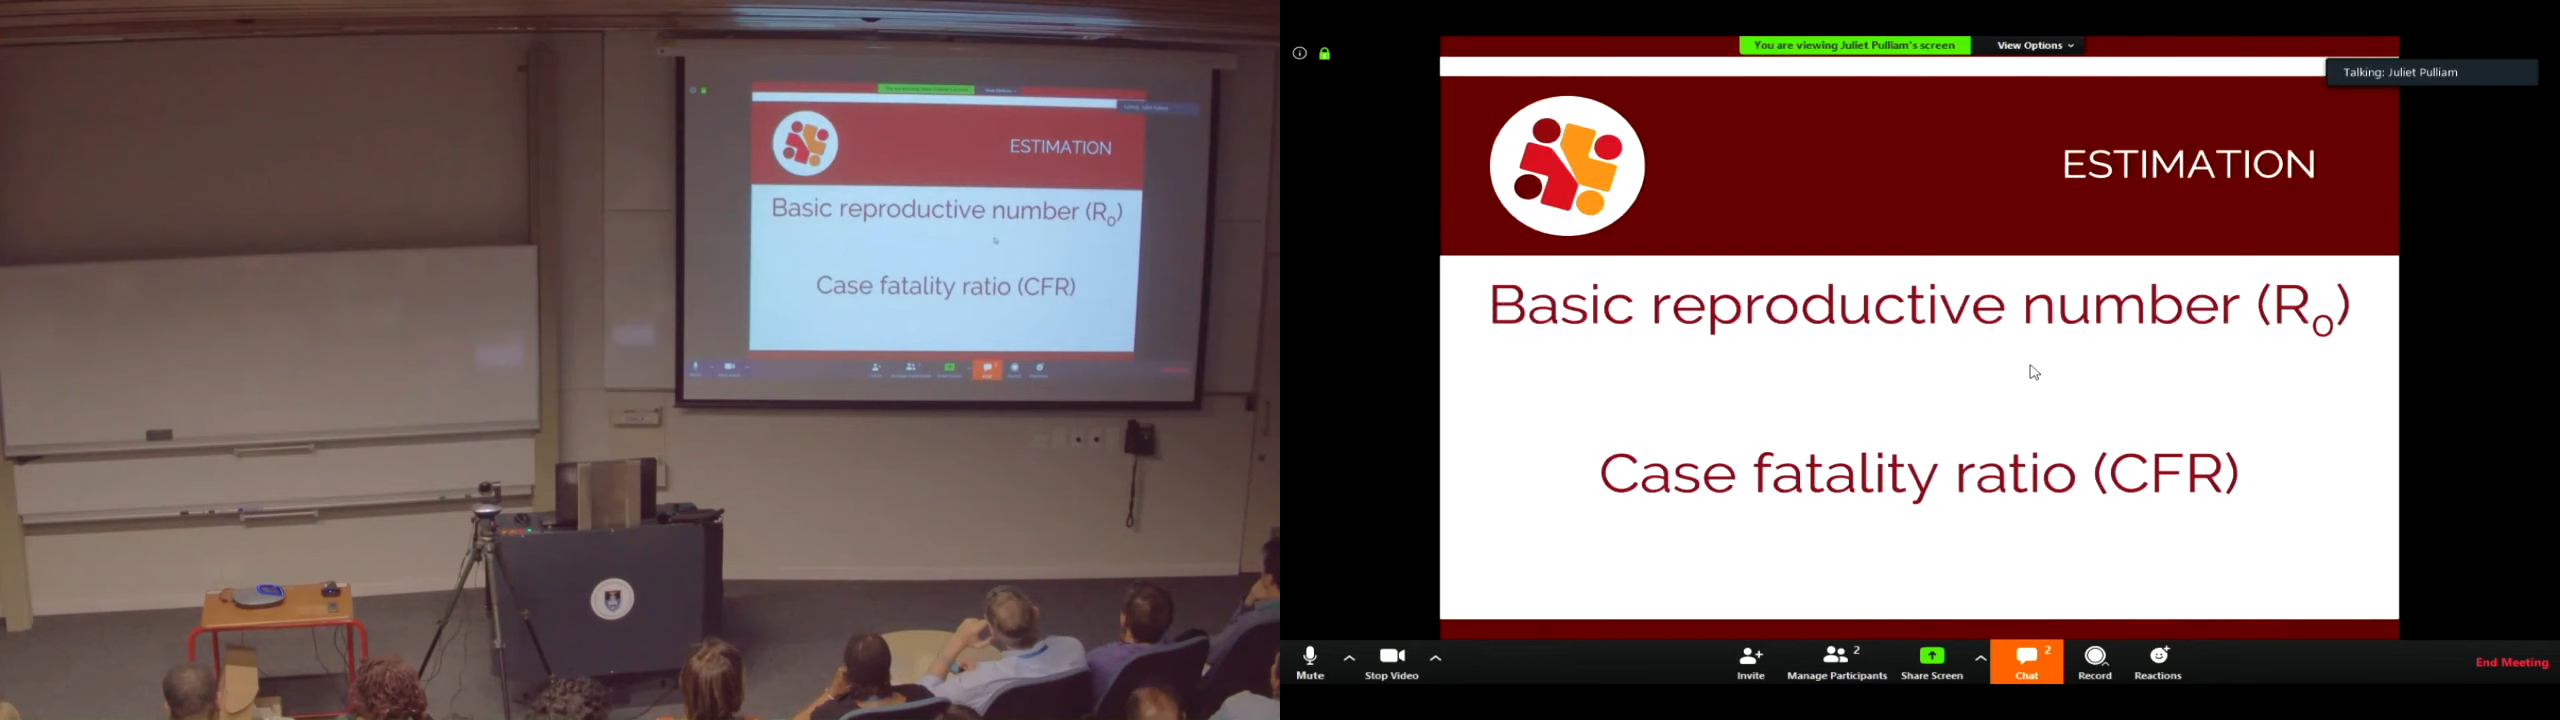 ESTIMATION
Basic reproductive number (R₀)
Case fatality ratio (CFR)
You are viewing Juliet Pulliam's screen
View Options
Talking: Juliet Pulliam
ESTIMATION
Basic reproductive number (R₀)
Case fatality ratio (CFR)
Mute
Stop Video
Invite
2
Manage Participants
Share Screen
2
Chat
Record
Reactions
End Meeting